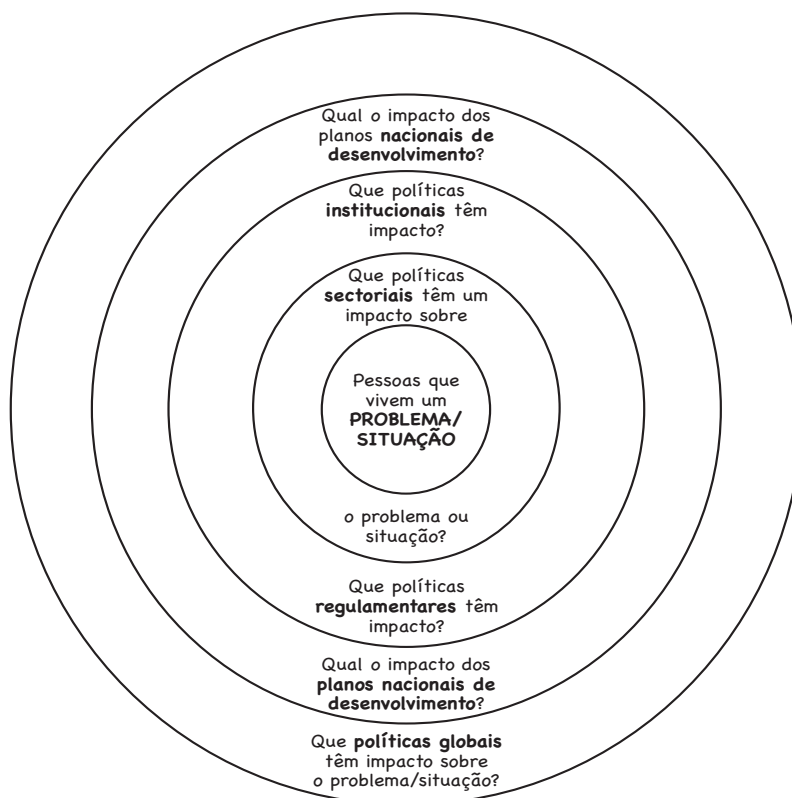 Qual o impacto dos
planos nacionais de
desenvolvimento?
Que políticas
institucionais têm
impacto?
Que políticas
sectoriais têm um
impacto sobre
Pessoas que
vivem um
PROBLEMA/
SITUAÇÃO
o problema ou
situação?
Que políticas
regulamentares têm
impacto?
Qual o impacto dos
planos nacionais de
desenvolvimento?
Que políticas globais
têm impacto sobre
o problema/situação?